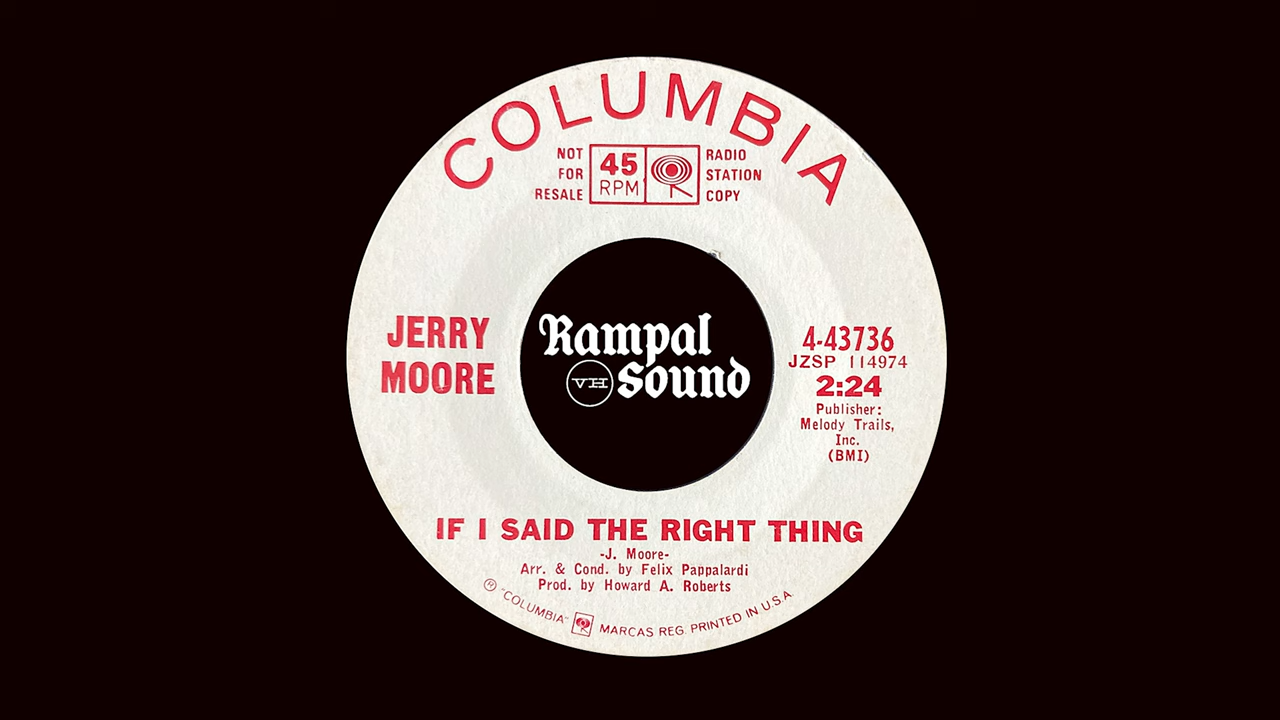 COLUMBIA
NOT
FOR
RESALE
45
RPM
RADIO
STATION
COPY
JERRY
MOORE
Rampal
VH Sound
4-43736
JZSP 114974
2:24
Publisher:
Melody Trails,
Inc.
(BMI)
IF I SAID THE RIGHT THING
-J. Moore-
Arr. & Cond. by Felix Pappalardi
Prod. by Howard A. Roberts
® "COLUMBIA" MARCAS REG. PRINTED IN U.S.A.